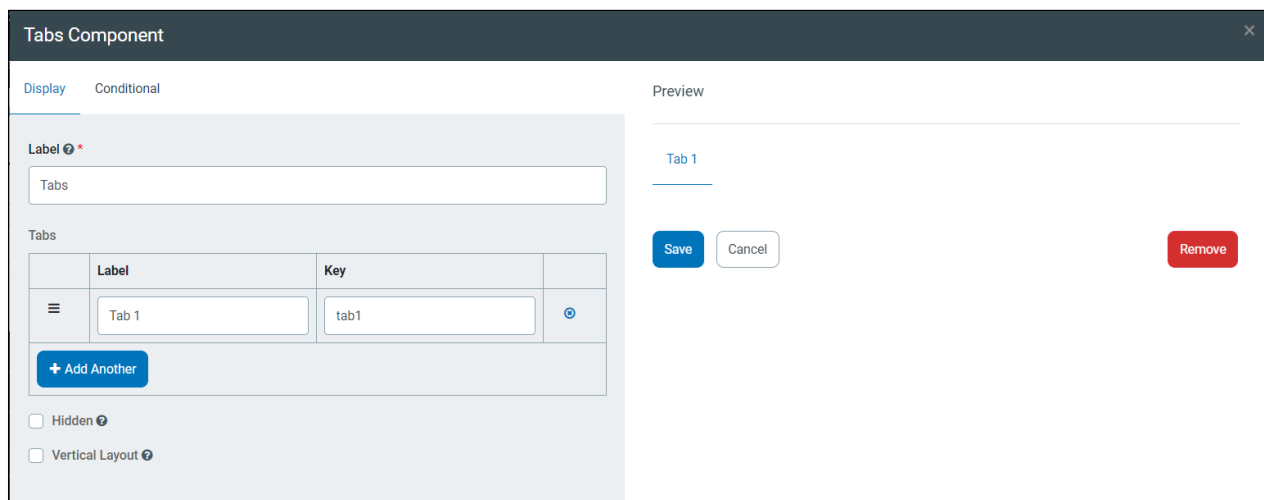 Tabs Component
Display Conditional
Label *
Tabs
Tabs
Label Key
Tab 1 tab1
Add Another
Hidden
Vertical Layout
Preview
Tab 1
Save Cancel Remove